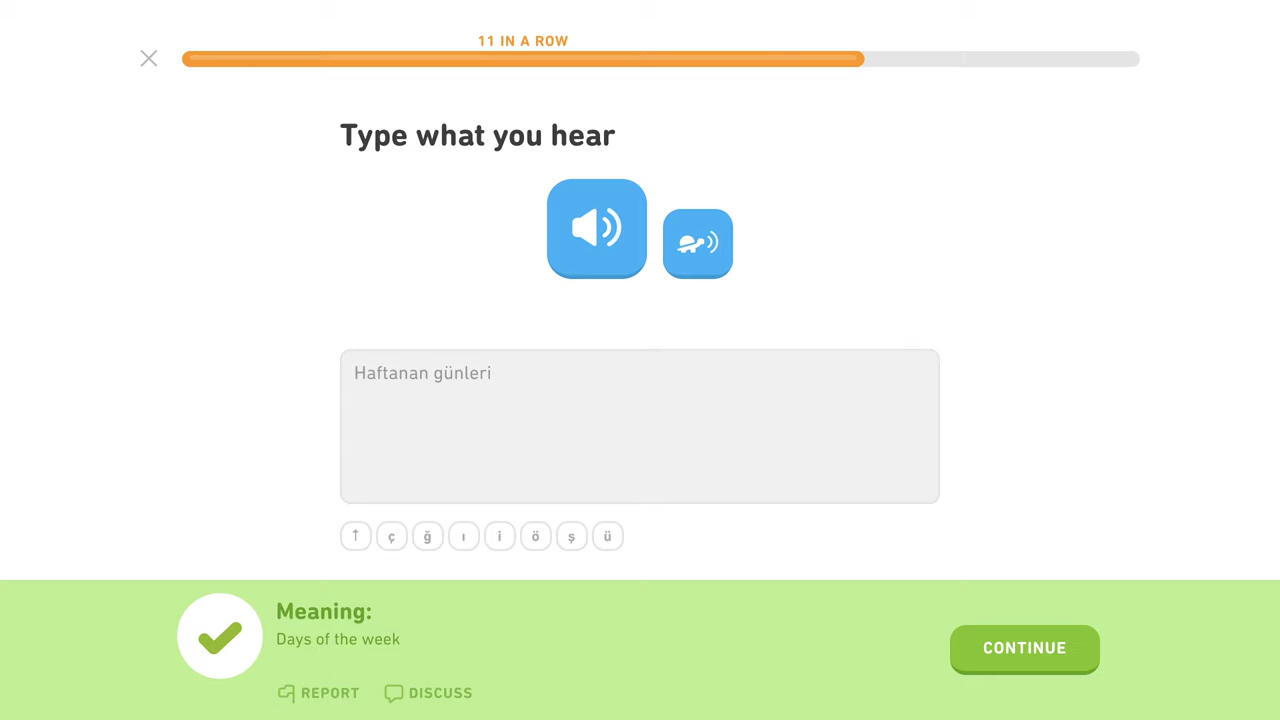 11 IN A ROW
Type what you hear
Haftanan günleri
↑ ç ğ ı i ö ş ü
Meaning:
Days of the week
CONTINUE
REPORT DISCUSS